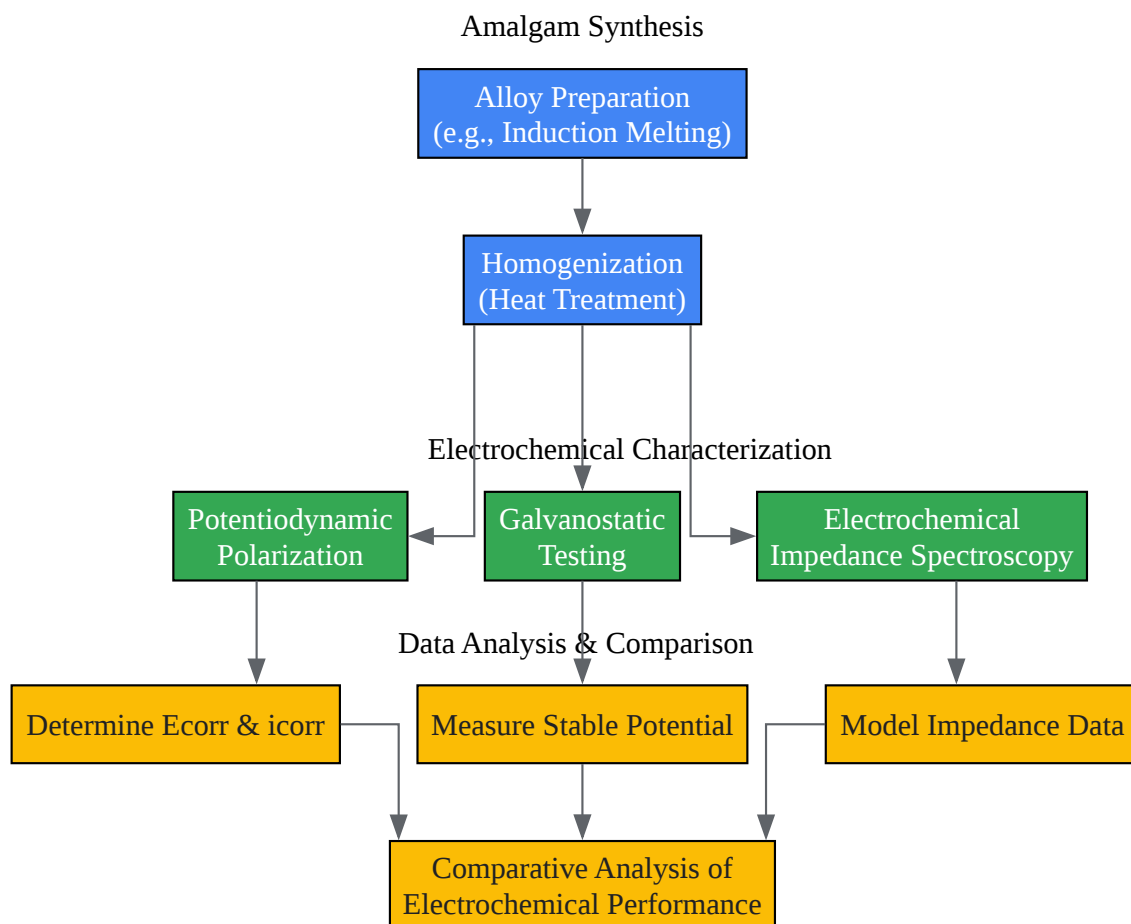 Amalgam Synthesis
Alloy Preparation
(e.g., Induction Melting)
Homogenization
(Heat Treatment)
Electrochemical Characterization
Potentiodynamic
Polarization
Galvanostatic
Testing
Electrochemical
Impedance Spectroscopy
Data Analysis & Comparison
Determine Ecorr & icorr
Measure Stable Potential
Model Impedance Data
Comparative Analysis of
Electrochemical Performance